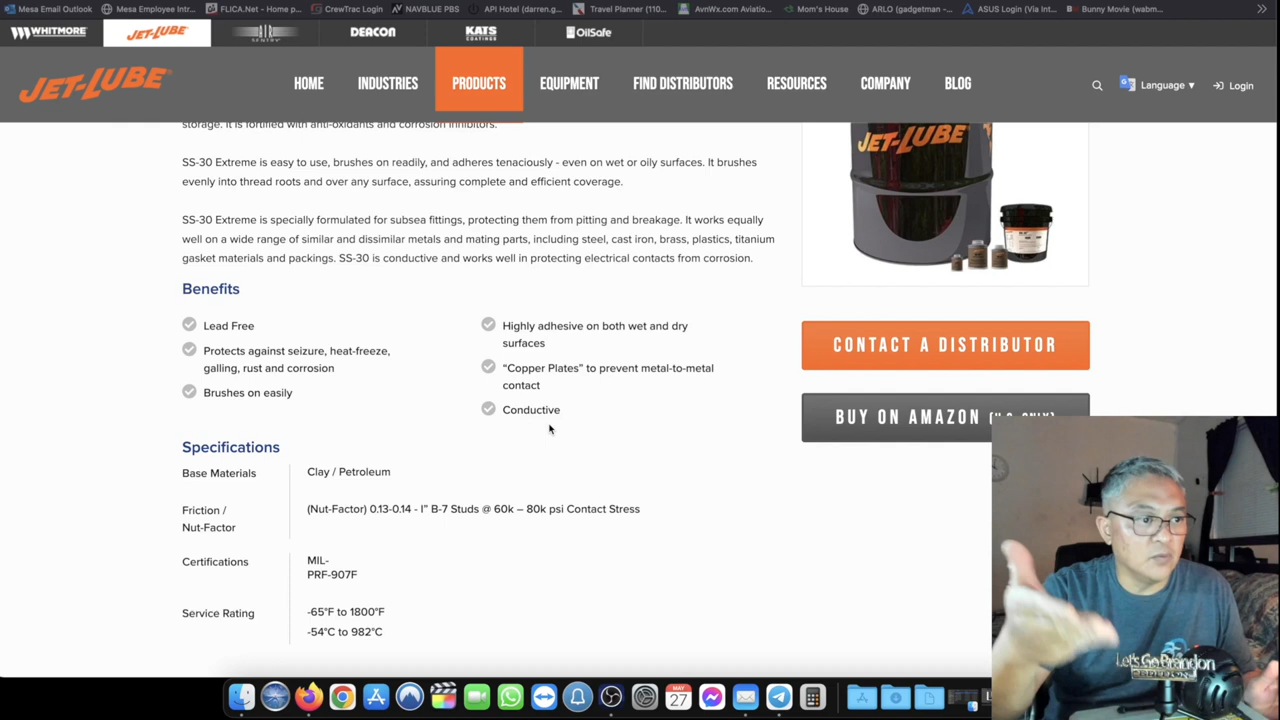 Mesa Email Outlook
Mesa Employee Intr...
FLICA.Net - Home p...
CrewTrac Login
NAVBLUE PBS
API Hotel (darren.g...
Travel Planner (110...
AvnWx.com Aviatio...
Mom's House
ARLO (gadgetman -...
ASUS Login (Via Int...
Bunny Movie (wabm...
WHITMORE
JET-LUBE
AIR SENTRY
DEACON
KATS COATINGS
OilSafe
JET-LUBE
HOME
INDUSTRIES
PRODUCTS
EQUIPMENT
FIND DISTRIBUTORS
RESOURCES
COMPANY
BLOG
Language ▼
Login
storage. It is fortified with anti-oxidants and corrosion inhibitors.
SS-30 Extreme is easy to use, brushes on readily, and adheres tenaciously - even on wet or oily surfaces. It brushes
evenly into thread roots and over any surface, assuring complete and efficient coverage.
SS-30 Extreme is specially formulated for subsea fittings, protecting them from pitting and breakage. It works equally
well on a wide range of similar and dissimilar metals and mating parts, including steel, cast iron, brass, plastics, titanium
gasket materials and packings. SS-30 is conductive and works well in protecting electrical contacts from corrosion.
JET-LUBE
Benefits
Lead Free
Protects against seizure, heat-freeze,
galling, rust and corrosion
Brushes on easily
Highly adhesive on both wet and dry
surfaces
“Copper Plates” to prevent metal-to-metal
contact
Conductive
CONTACT A DISTRIBUTOR
BUY ON AMAZON (U.S. ONLY)
Specifications
Base Materials
Clay / Petroleum
Friction /
Nut-Factor
(Nut-Factor) 0.13-0.14 - 1” B-7 Studs @ 60k – 80k psi Contact Stress
Certifications
MIL-
PRF-907F
Service Rating
-65°F to 1800°F
-54°C to 982°C
Let's Go Brandon
MAY
27